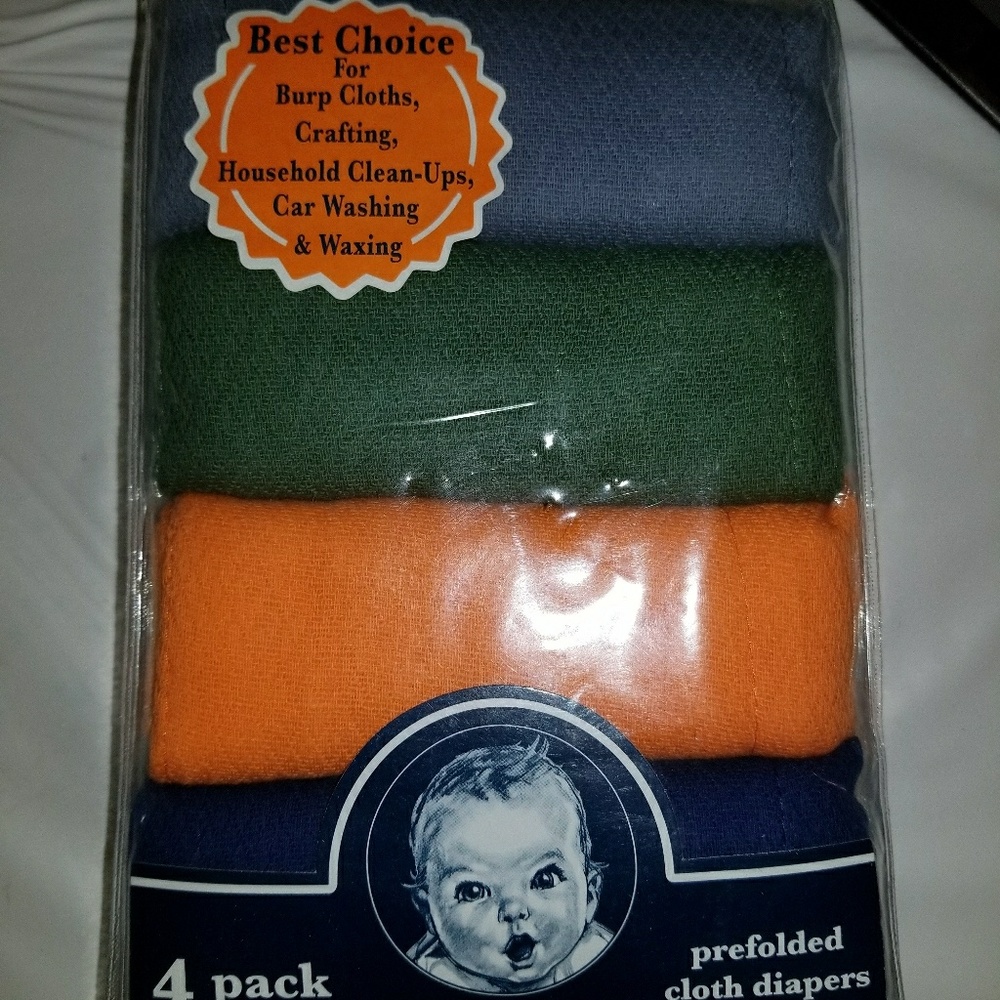 Best Choice
For
Burp Cloths,
Crafting,
Household Clean-Ups,
Car Washing
& Waxing
4 pack
prefolded
cloth diapers